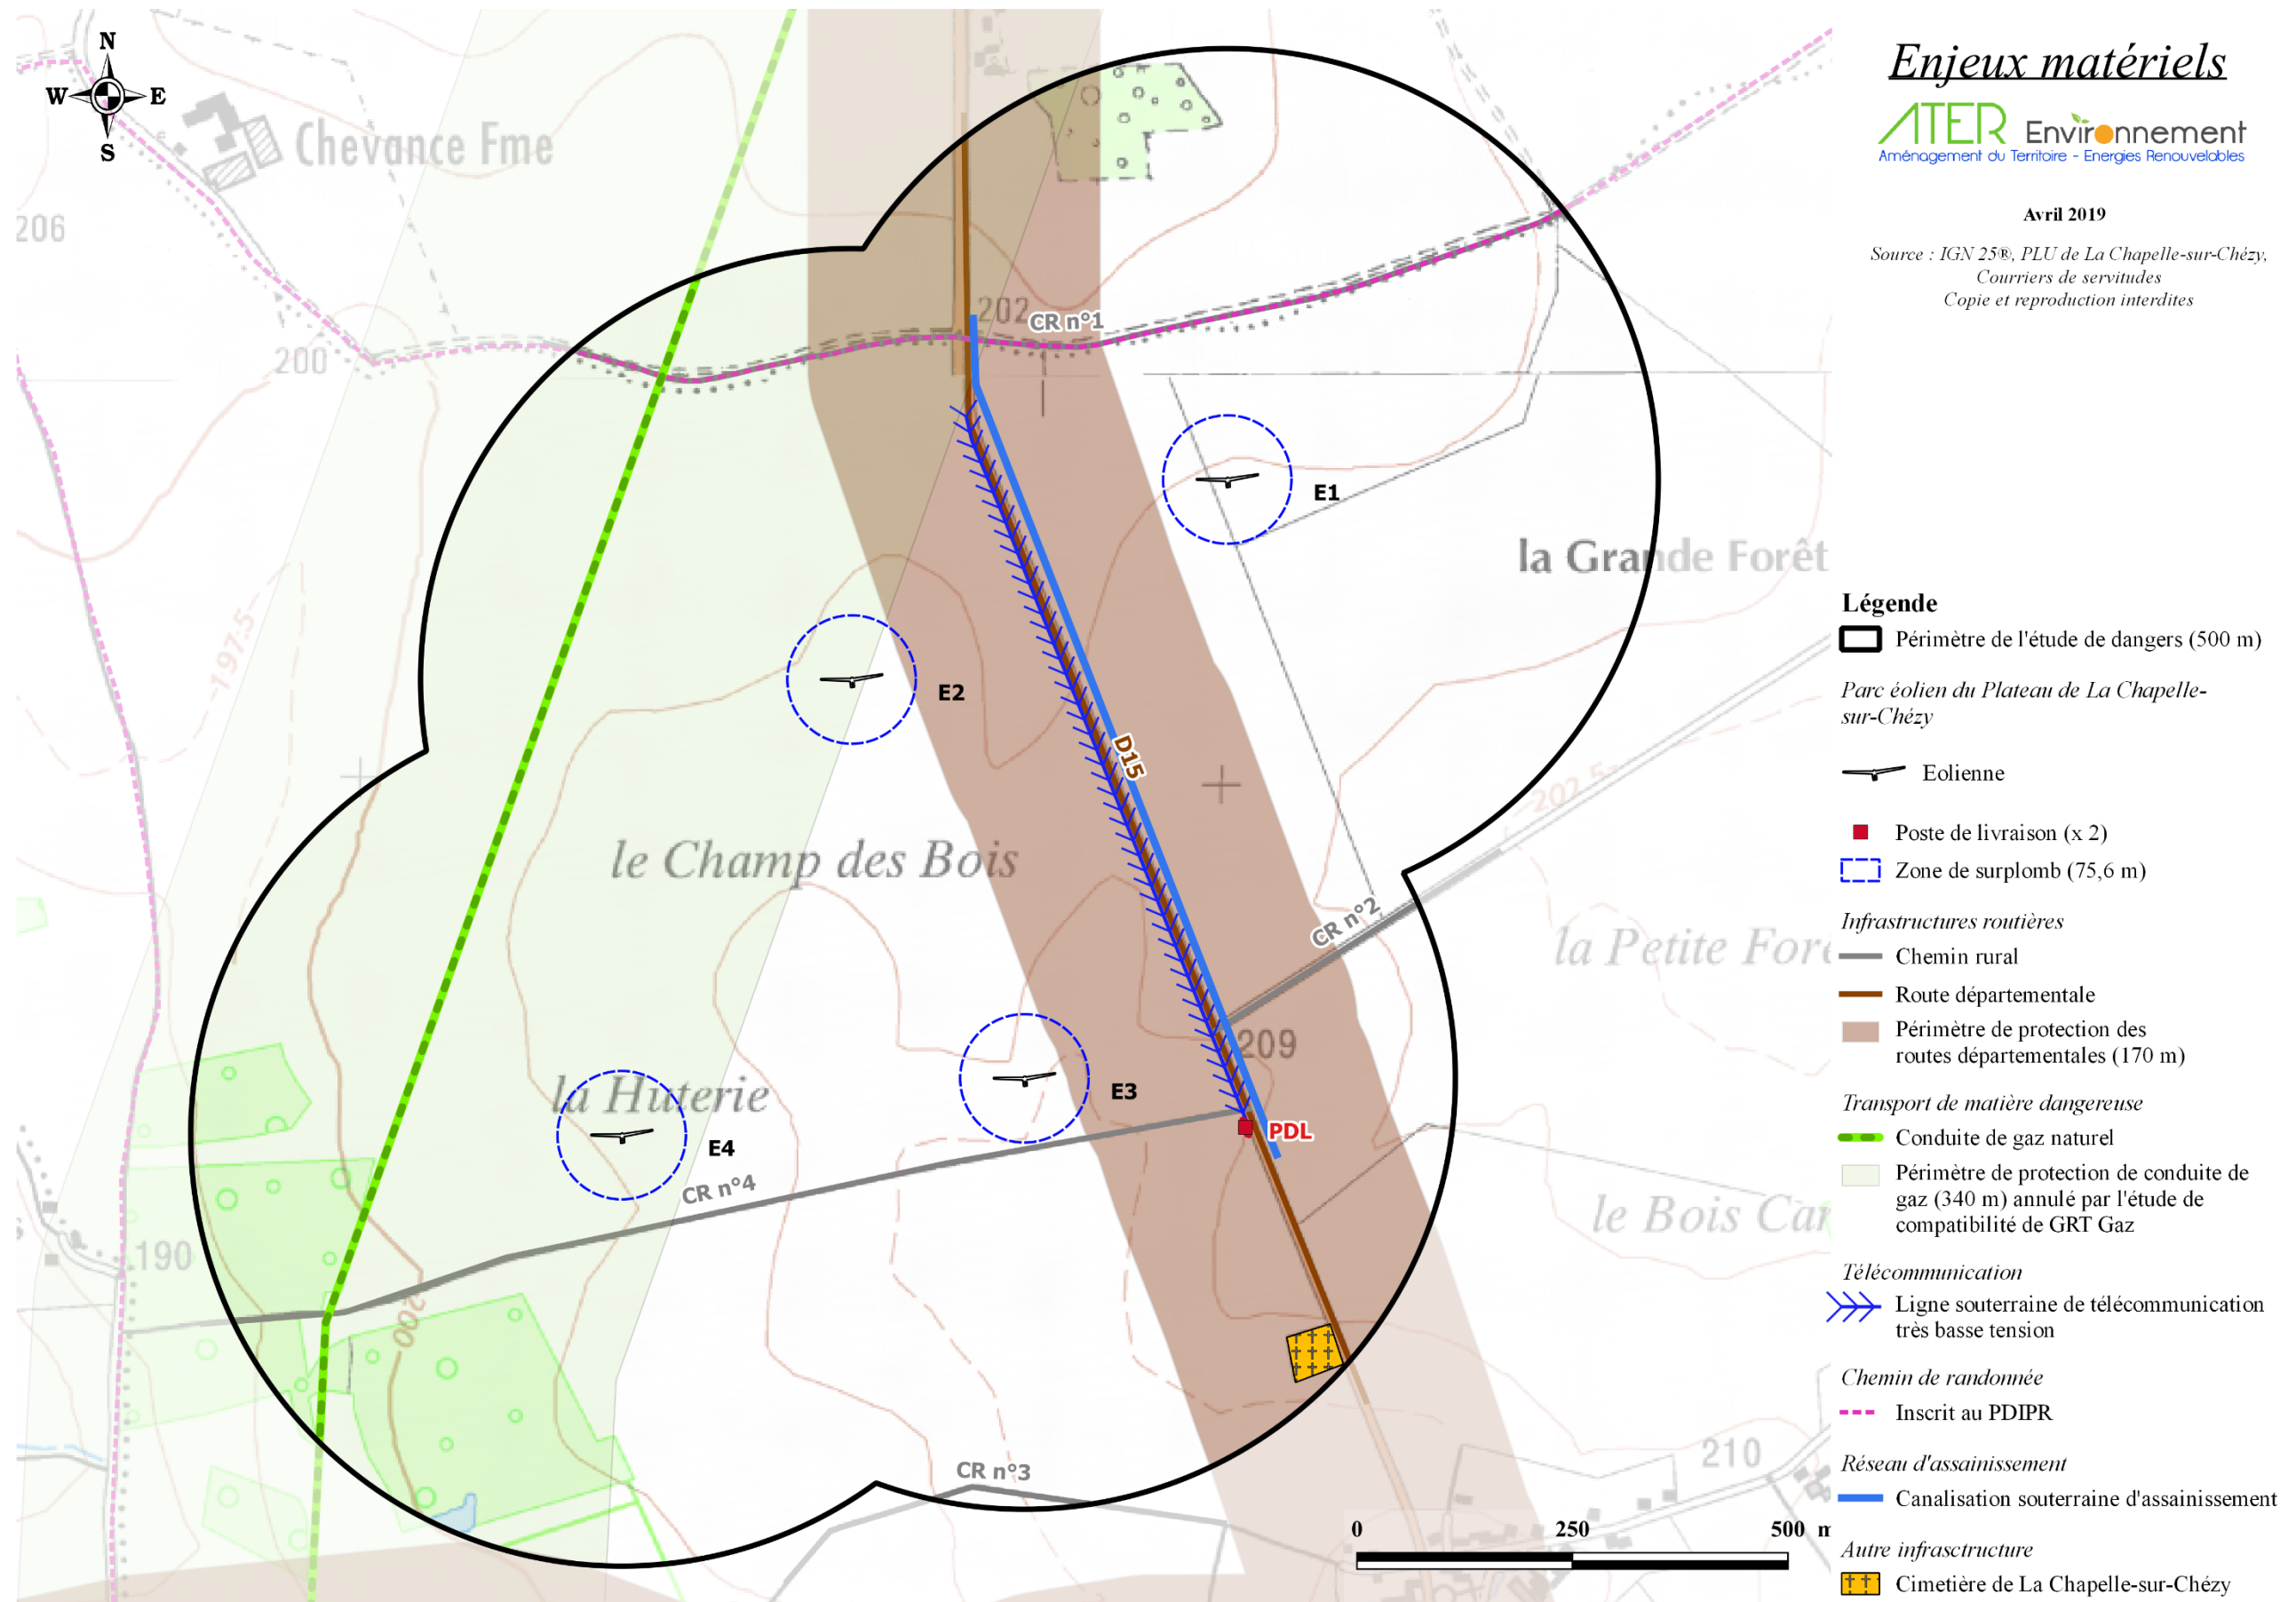 Enjeux matériels
ATER Environnement
Aménagement du Territoire - Energies Renouvelables
Avril 2019
Source : IGN 25®, PLU de La Chapelle-sur-Chézy,
Courriers de servitudes
Copie et reproduction interdites
N
W E
S
Chevance Fme
206
200
202
CR n°1
E1
la Grande Forêt
197.5
E2
D15
202.5
le Champ des Bois
CR n°2
la Petite Forê
209
la Huterie
E3
PDL
E4
CR n°4
le Bois Car
190
200
CR n°3
210
0 250 500 m
Légende
Périmètre de l'étude de dangers (500 m)
Parc éolien du Plateau de La Chapelle-
sur-Chézy
Eolienne
Poste de livraison (x 2)
Zone de surplomb (75,6 m)
Infrastructures routières
Chemin rural
Route départementale
Périmètre de protection des
routes départementales (170 m)
Transport de matière dangereuse
Conduite de gaz naturel
Périmètre de protection de conduite de
gaz (340 m) annulé par l'étude de
compatibilité de GRT Gaz
Télécommunication
Ligne souterraine de télécommunication
très basse tension
Chemin de randonnée
Inscrit au PDIPR
Réseau d'assainissement
Canalisation souterraine d'assainissement
Autre infrasctructure
Cimetière de La Chapelle-sur-Chézy